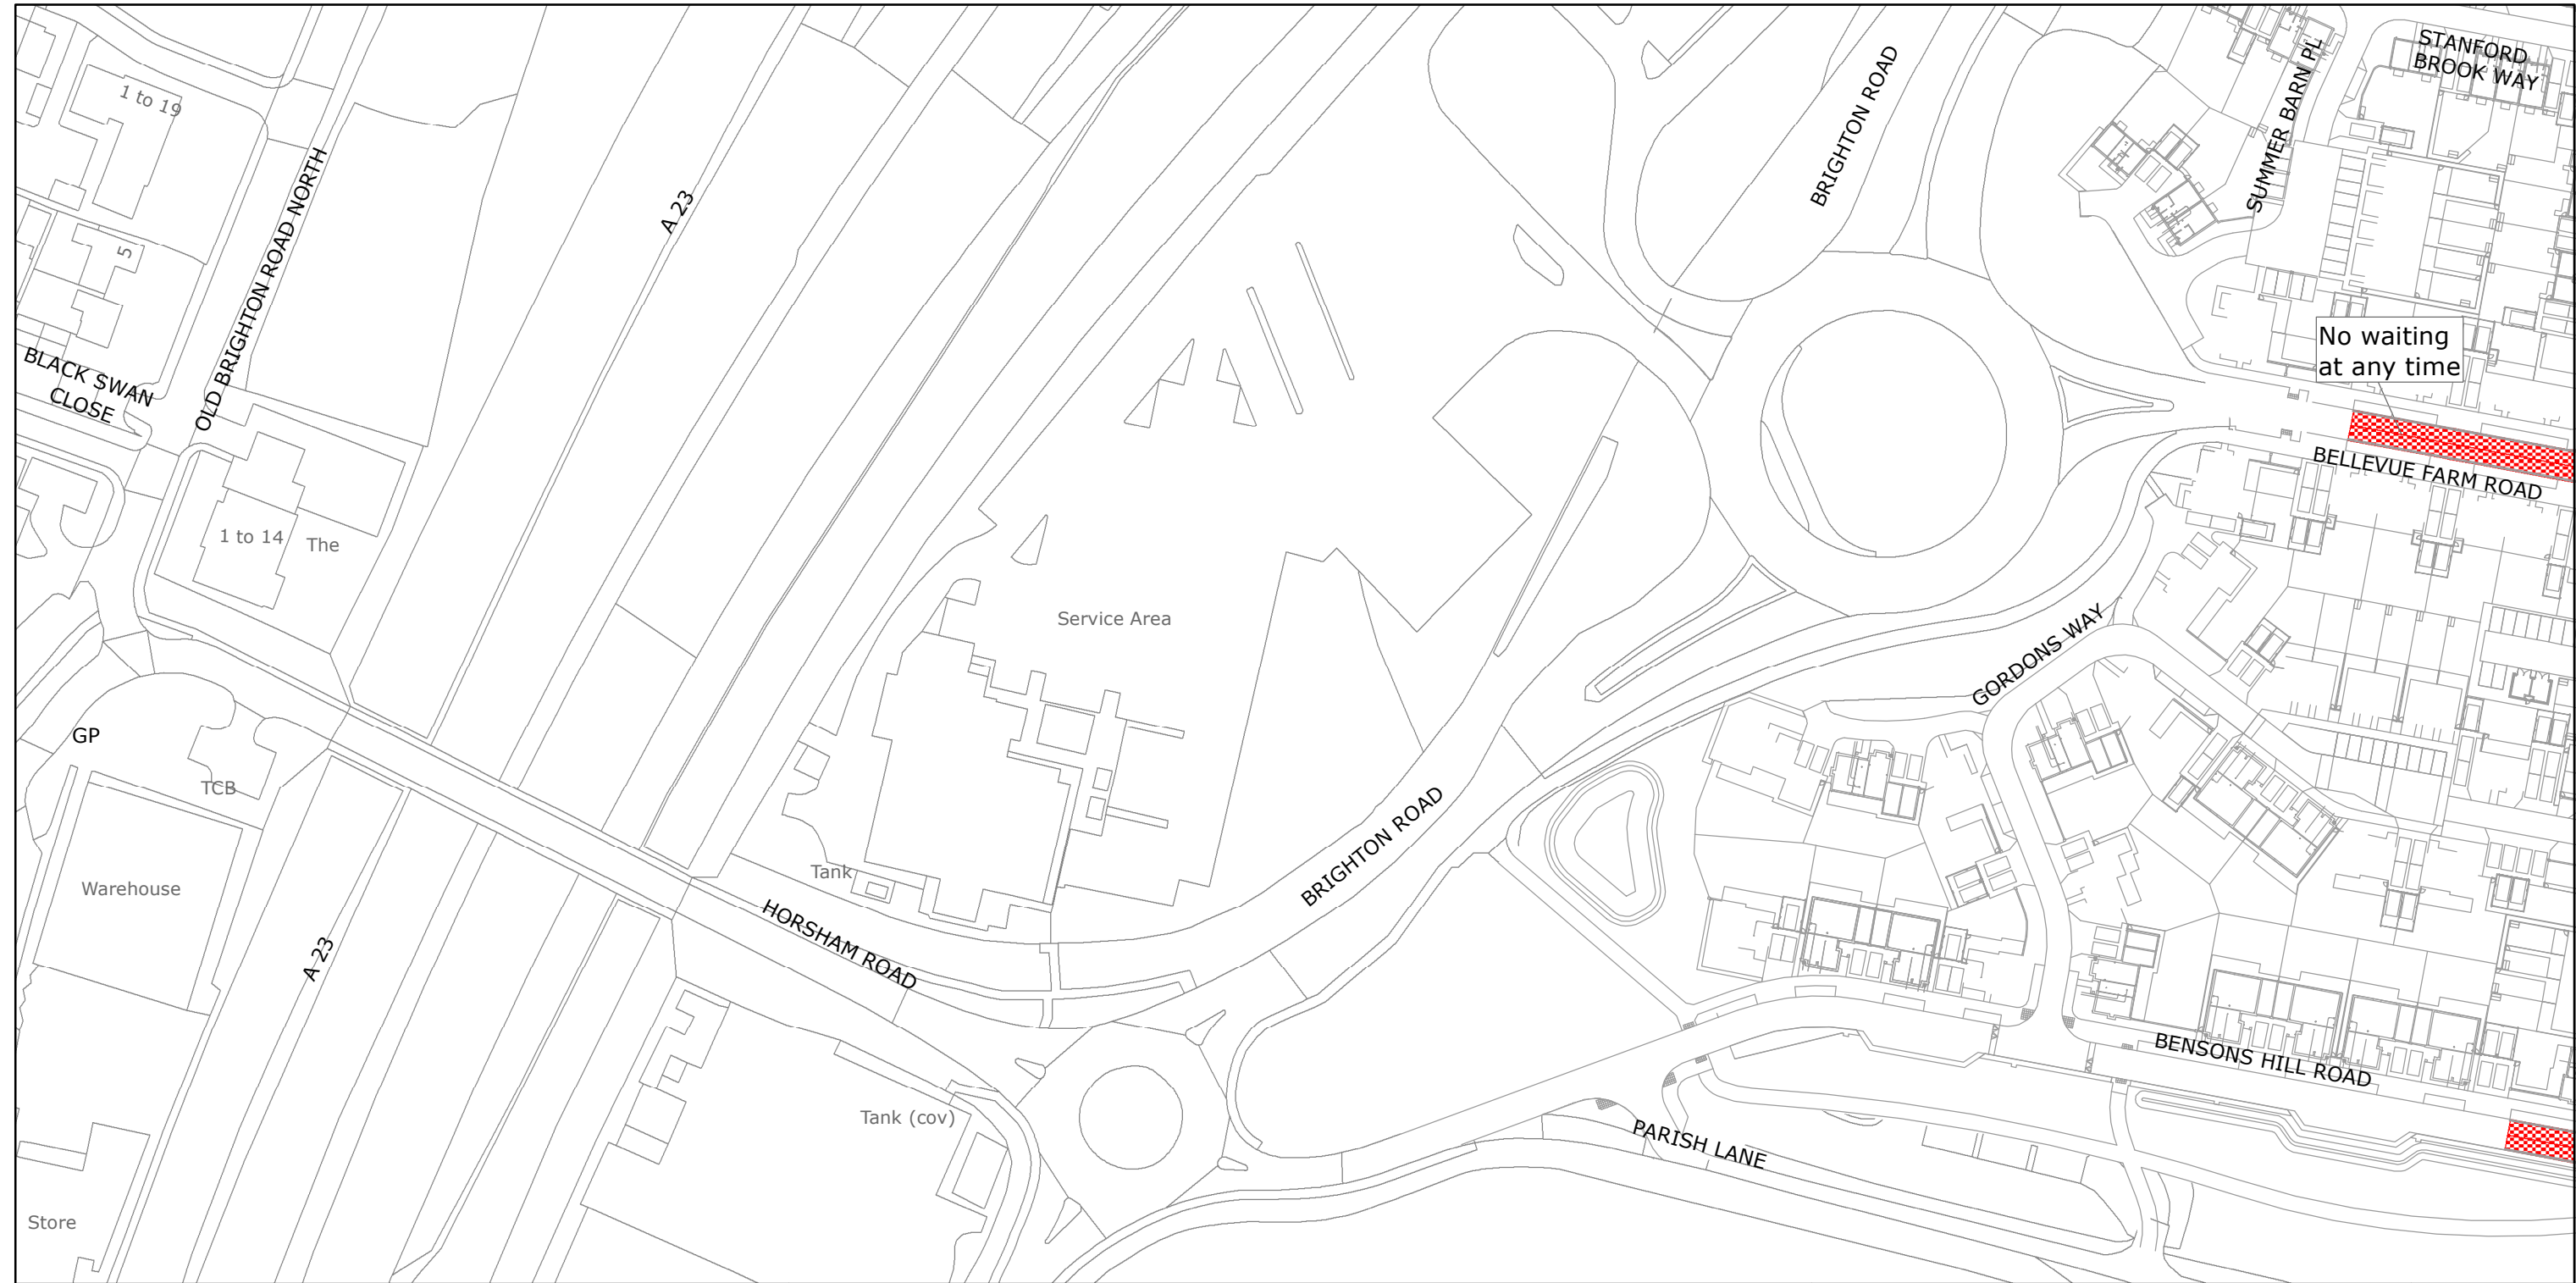 STANFORD
BROOK WAY
SUMMER BARN PL
BRIGHTON ROAD
1 to 19
OLD BRIGHTON ROAD NORTH
A 23
5
BLACK SWAN
CLOSE
No waiting
at any time
BELLEVUE FARM ROAD
1 to 14
The
Service Area
GORDONS WAY
GP
TCB
Warehouse
Tank
BRIGHTON ROAD
A 23
HORSHAM ROAD
BENSONS HILL ROAD
Tank (cov)
PARISH LANE
Store